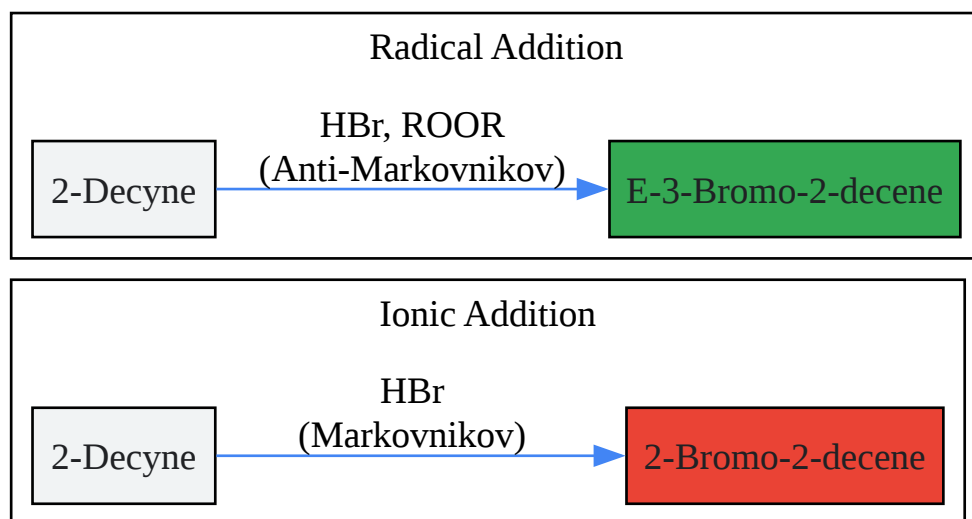 Radical Addition
HBr, ROOR
(Anti-Markovnikov)
2-Decyne
E-3-Bromo-2-decene
Ionic Addition
HBr
(Markovnikov)
2-Decyne
2-Bromo-2-decene